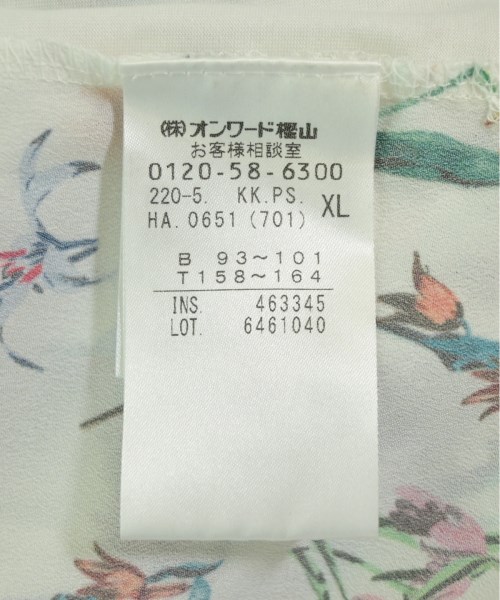 (株)オンワード樫山
お客様相談室
0120-58-6300
220-5. KK.PS. XL
HA.0651(701)
B 93〜101
T158〜164
INS. 463345
LOT. 6461040